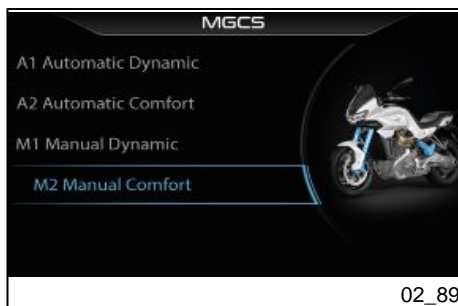 MGCS
A1 Automatic Dynamic
A2 Automatic Comfort
M1 Manual Dynamic
M2 Manual Comfort
02_89